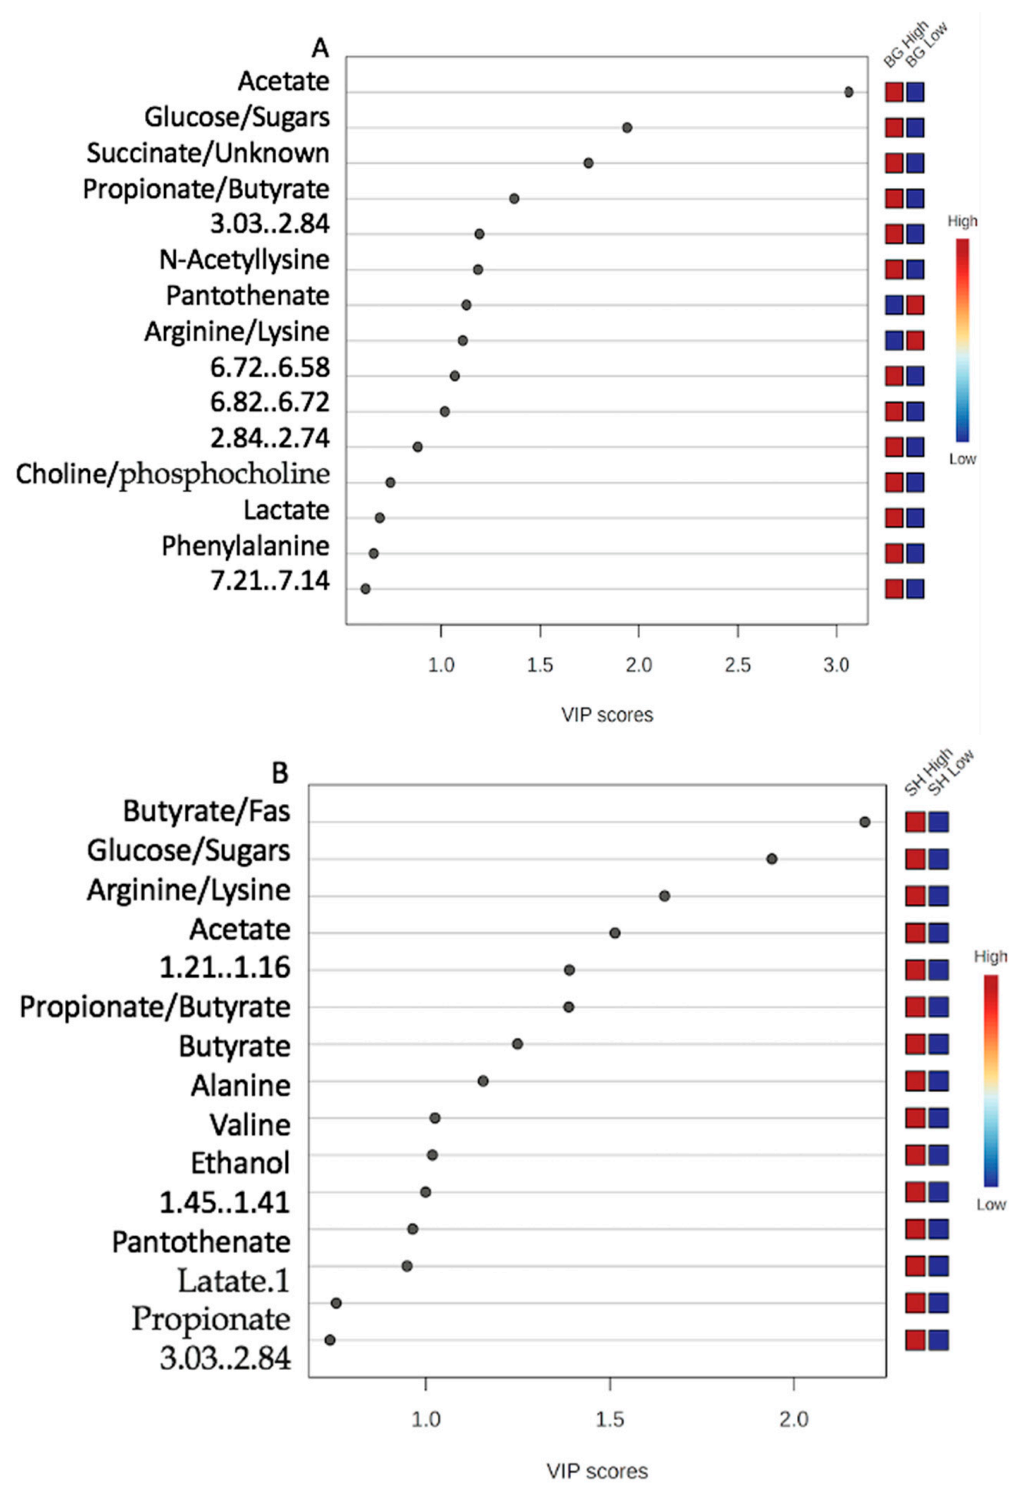 A
BG High
BG Low
Acetate
Glucose/Sugars
Succinate/Unknown
Propionate/Butyrate
3.03..2.84
N-Acetyllysine
Pantothenate
Arginine/Lysine
6.72..6.58
6.82..6.72
2.84..2.74
Choline/phosphocholine
Lactate
Phenylalanine
7.21..7.14
High
Low
1.0 1.5 2.0 2.5 3.0
VIP scores
B
SH High
SH Low
Butyrate/Fas
Glucose/Sugars
Arginine/Lysine
Acetate
1.21..1.16
Propionate/Butyrate
Butyrate
Alanine
Valine
Ethanol
1.45..1.41
Pantothenate
Latate.1
Propionate
3.03..2.84
High
Low
1.0 1.5 2.0
VIP scores